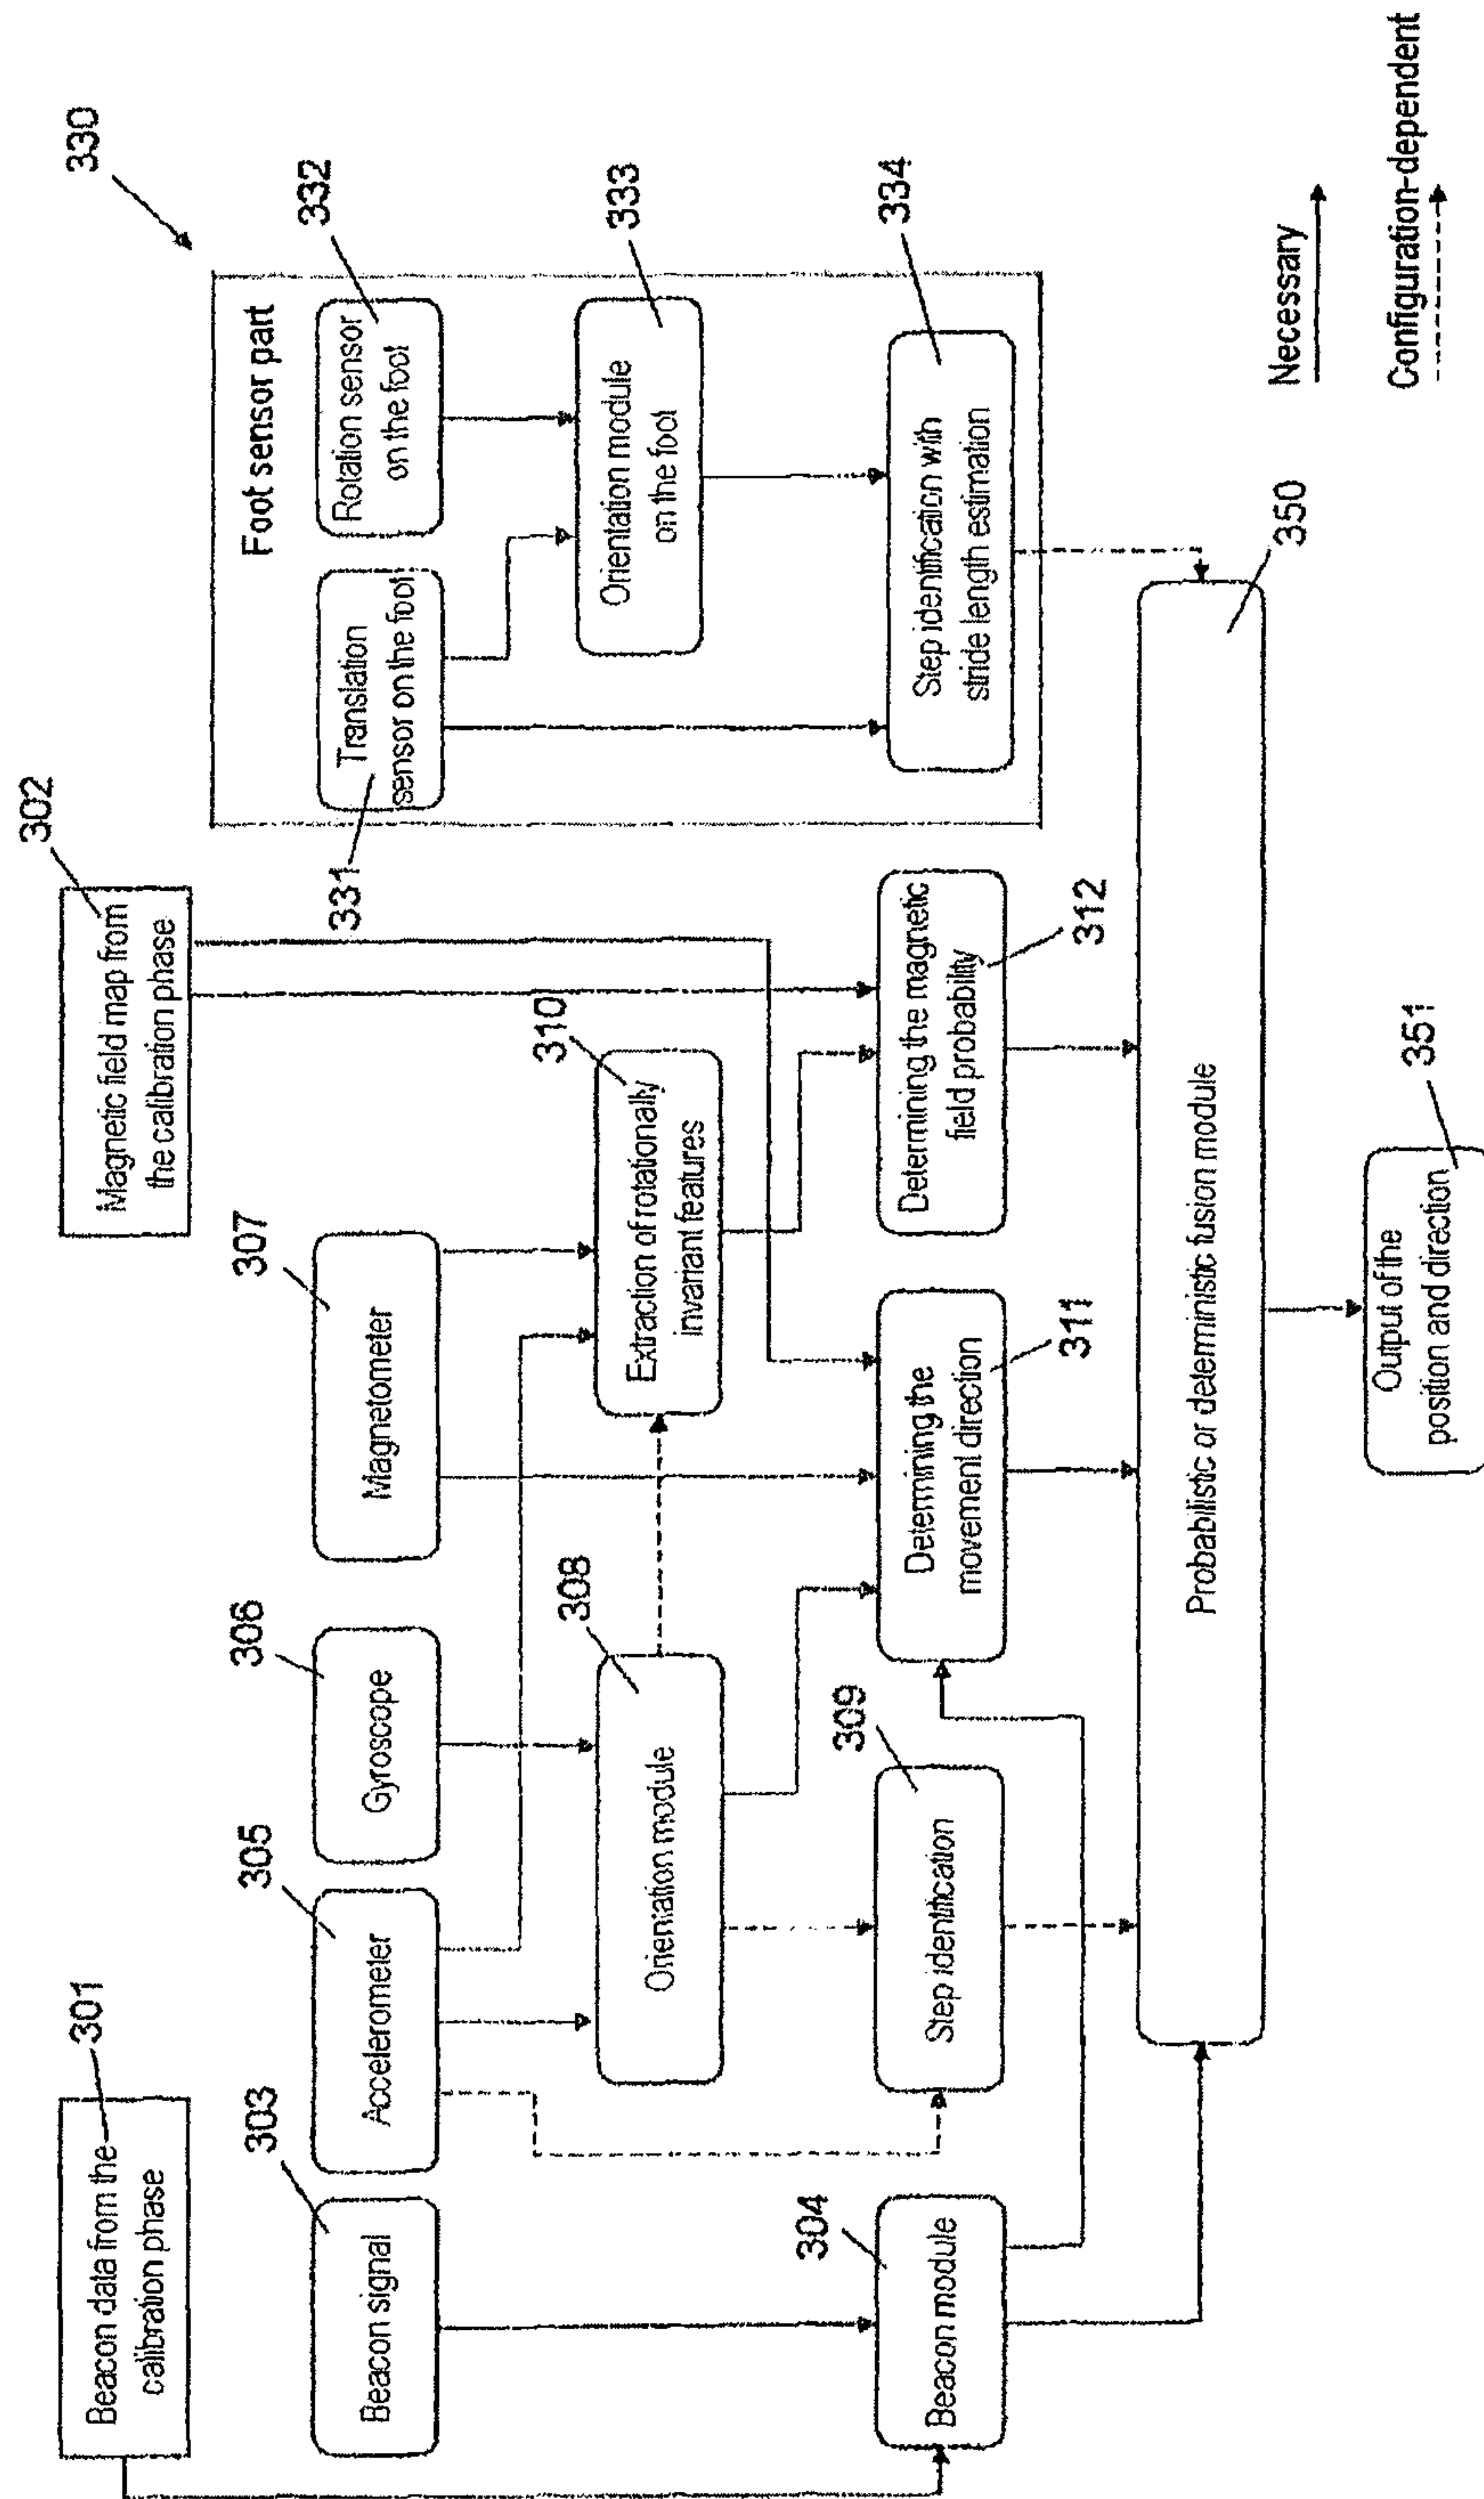 330
302
301
Beacon data from the
calibration phase
Magnetic field map from
the calibration phase
Foot sensor part
303
Beacon signal
305
Accelerometer
306
Gyroscope
307
Magnetometer
331
Translation
sensor on the foot
332
Rotation sensor
on the foot
308
Orientation module
310
Extraction of rotationally
invariant features
333
Orientation module
on the foot
304
Beacon module
309
Step identification
Determining the
movement direction
311
Determining the magnetic
field probability
312
334
Step identification with
stride length estimation
Probabilistic or deterministic fusion module
350
Necessary
Output of the
position and direction
351
Configuration-dependent